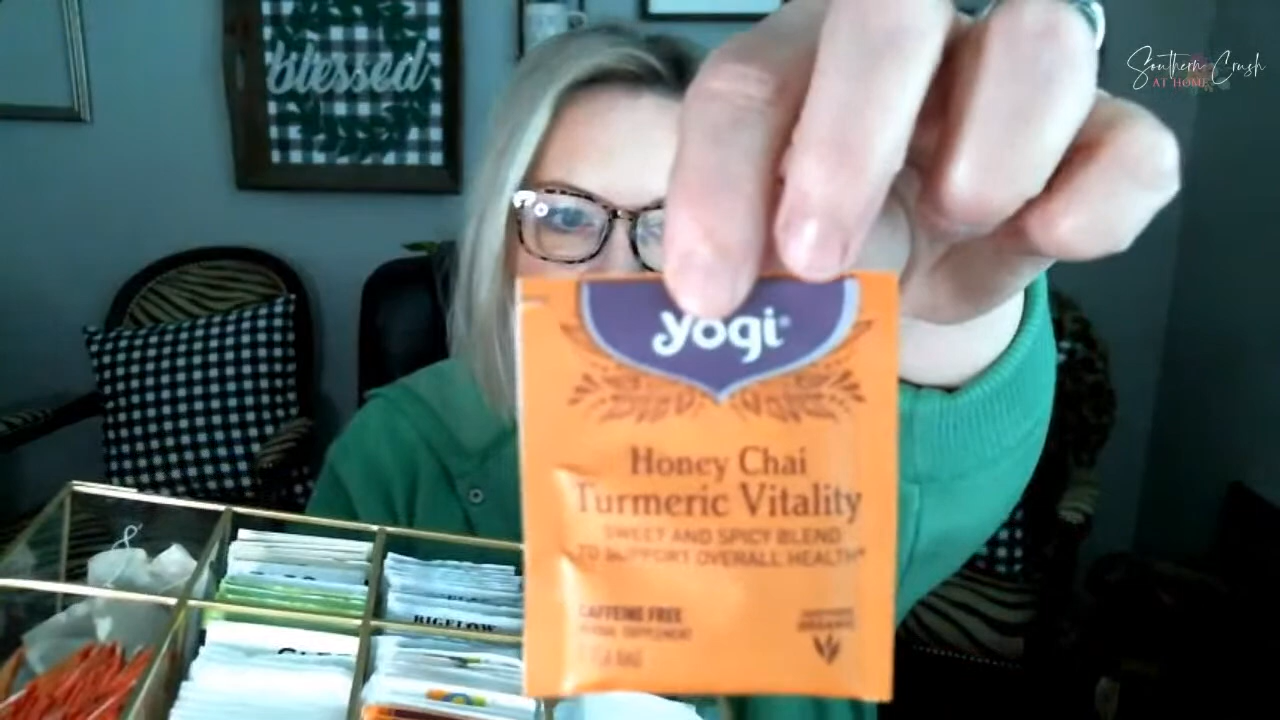 blessed
Southern Crush
AT HOME
yogi®
Honey Chai
Turmeric Vitality
SWEET AND SPICY BLEND
TO SUPPORT OVERALL HEALTH*
CAFFEINE FREE
ORGANIC
BIGELOW